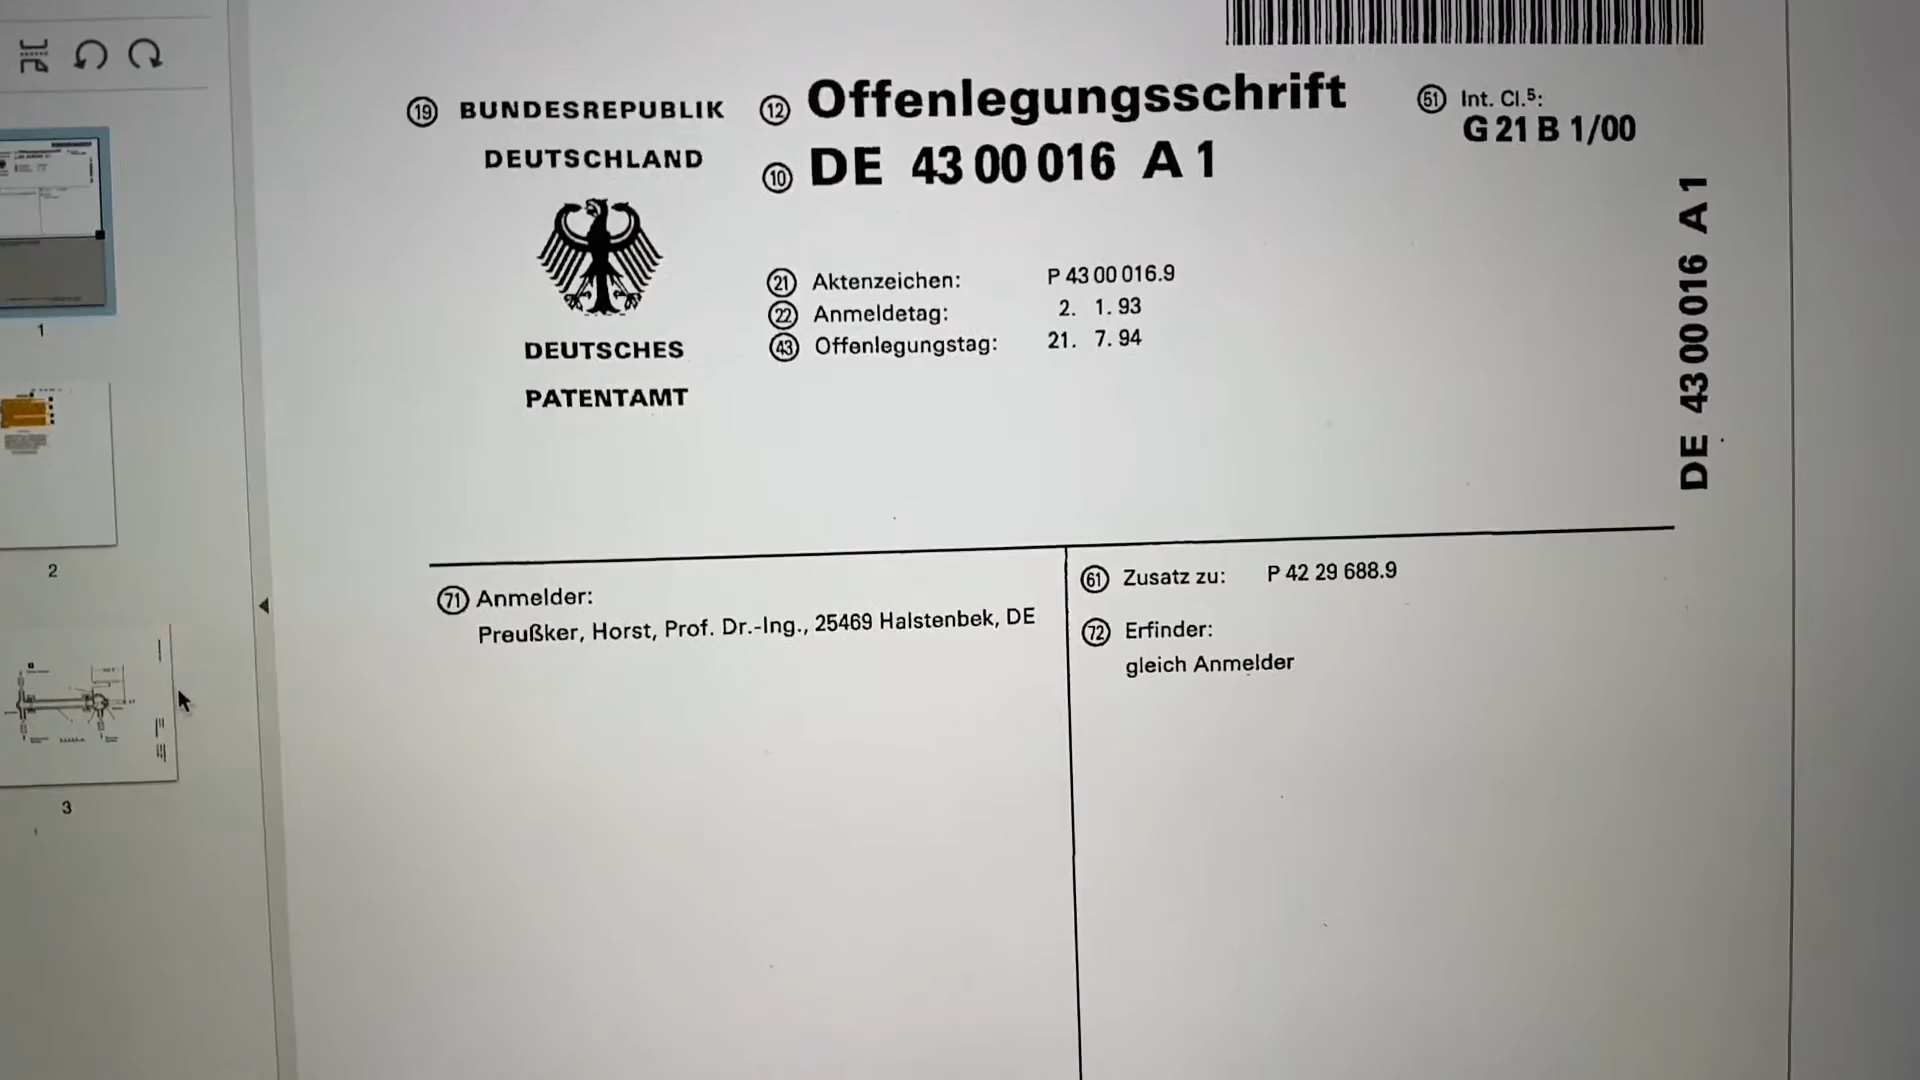 ⑲ BUNDESREPUBLIK
DEUTSCHLAND
DEUTSCHES
PATENTAMT
⑫ Offenlegungsschrift
⑩ DE 43 00 016 A 1
㉑ Aktenzeichen: P 43 00 016.9
㉒ Anmeldetag: 2. 1. 93
㊸ Offenlegungstag: 21. 7. 94
�51 Int. Cl.5:
G 21 B 1/00
DE 43 00 016 A 1
�71 Anmelder:
Preußker, Horst, Prof. Dr.-Ing., 25469 Halstenbek, DE
�61 Zusatz zu: P 42 29 688.9
�72 Erfinder:
gleich Anmelder
1
2
3